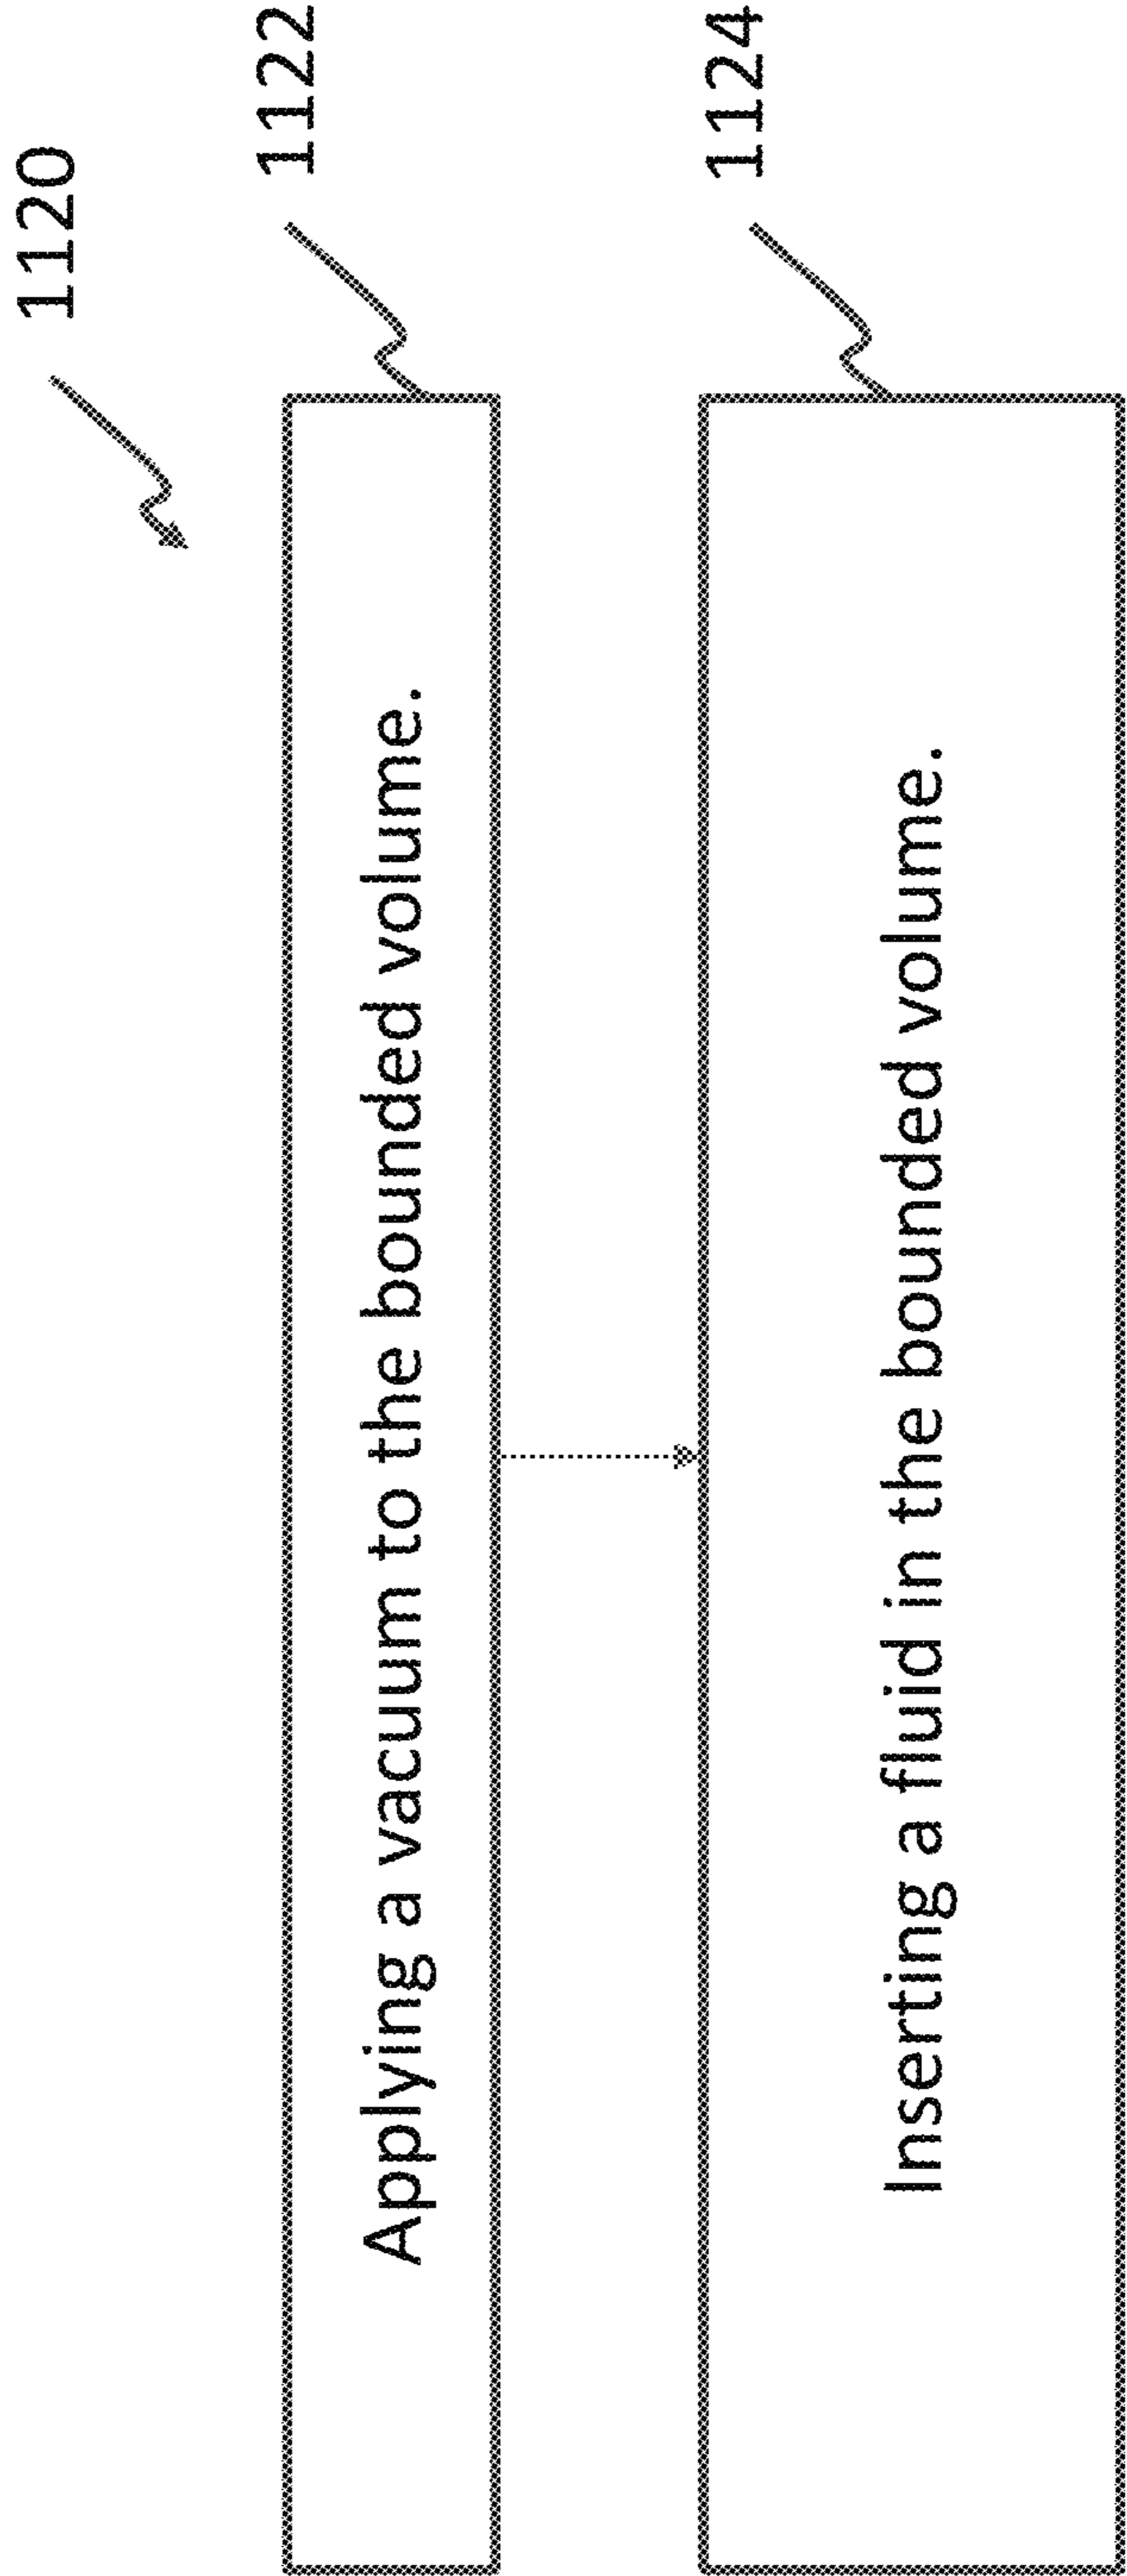 1120
Applying a vacuum to the bounded volume.
1122
Inserting a fluid in the bounded volume.
1124